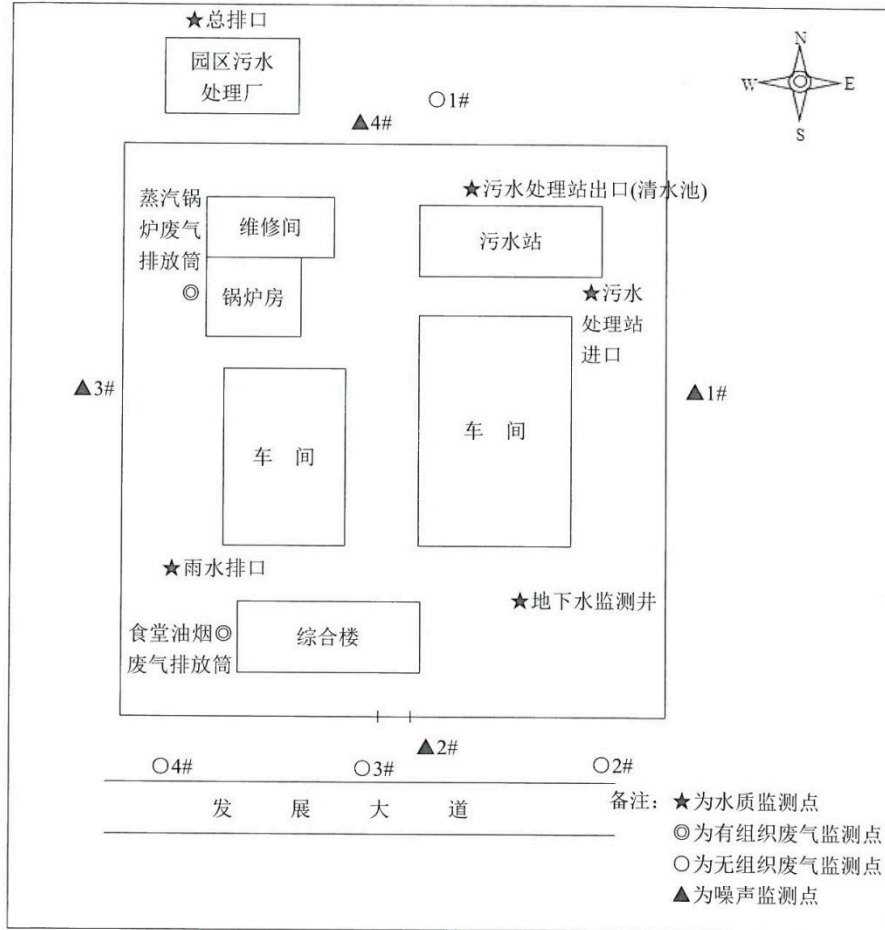 ★总排口
园区污水
处理厂
○1#
▲4#
N
W
E
S
★污水处理站出口(清水池)
蒸汽锅
炉废气
排放筒
◎
维修间
污水站
锅炉房
★污水
处理站
进口
▲3#
▲1#
车 间
车 间
★雨水排口
★地下水监测井
食堂油烟◎
废气排放筒
综合楼
▲2#
○4#
○3#
○2#
发 展 大 道
备注：★为水质监测点
◎为有组织废气监测点
○为无组织废气监测点
▲为噪声监测点